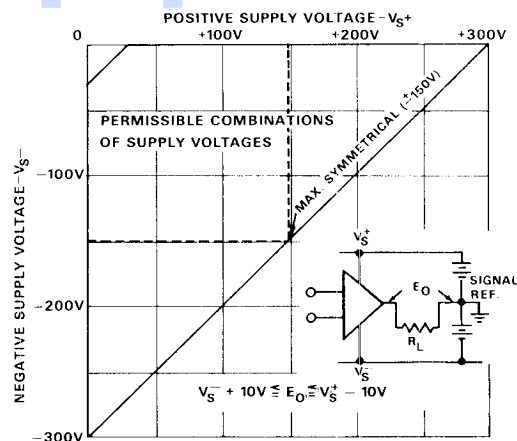 POSITIVE SUPPLY VOLTAGE-VS+
0 +100V +200V +300V
PERMISSIBLE COMBINATIONS
OF SUPPLY VOLTAGES
MAX. SYMMETRICAL (±150V)
NEGATIVE SUPPLY VOLTAGE-VS-
-100V
-200V
-300V
VS+
EO
SIGNAL
REF.
RL
VS-
VS- + 10V ≦ EO ≦ VS+ - 10V